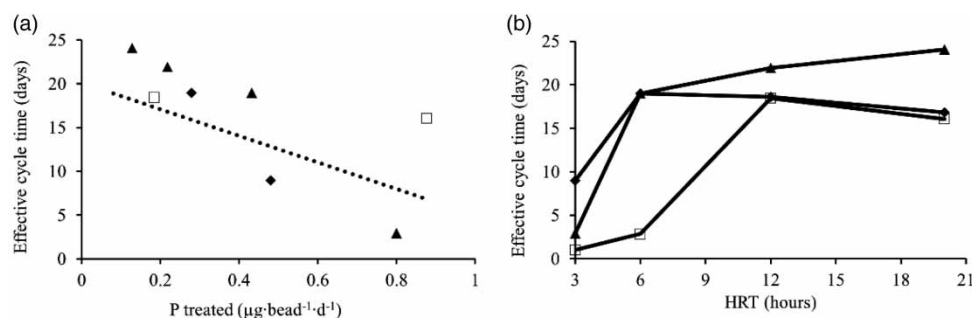 (a)
Effective cycle time (days)
25
20
15
10
5
0
0 0.2 0.4 0.6 0.8 1
P treated (µg·bead⁻¹·d⁻¹)
(b)
Effective cycle time (days)
25
20
15
10
5
0
3 6 9 12 15 18 21
HRT (hours)